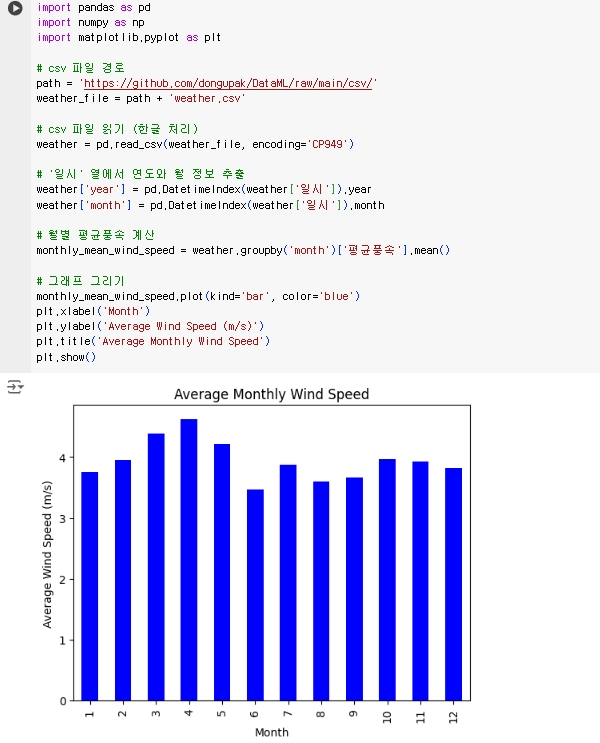 import pandas as pd
import numpy as np
import matplotlib.pyplot as plt
# csv 파일 경로
path = 'https://github.com/dongupak/DataML/raw/main/csv/'
weather_file = path + 'weather.csv'
# csv 파일 읽기 (한글 처리)
weather = pd.read_csv(weather_file, encoding='CP949')
# '일시' 열에서 연도와 월 정보 추출
weather['year'] = pd.DatetimeIndex(weather['일시']).year
weather['month'] = pd.DatetimeIndex(weather['일시']).month
# 월별 평균풍속 계산
monthly_mean_wind_speed = weather.groupby('month')['평균풍속'].mean()
# 그래프 그리기
monthly_mean_wind_speed.plot(kind='bar', color='blue')
plt.xlabel('Month')
plt.ylabel('Average Wind Speed (m/s)')
plt.title('Average Monthly Wind Speed')
plt.show()
Average Monthly Wind Speed
Average Wind Speed (m/s)
4
3
2
1
0
1 2 3 4 5 6 7 8 9 10 11 12
Month